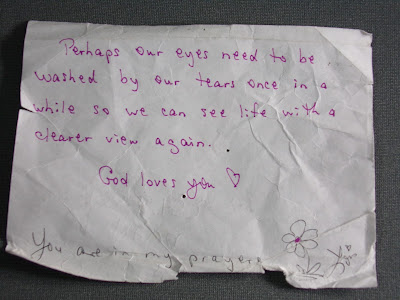 Perhaps our eyes need to be
washed by our tears once in a
while so we can see life with a
clearer view again.
God loves you ♡
You are in my prayers